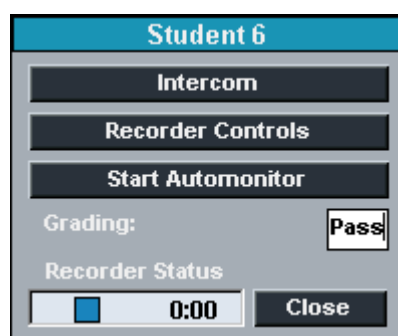 Student 6
Intercom
Recorder Controls
Start Automonitor
Grading: Pass
Recorder Status
0:00 Close